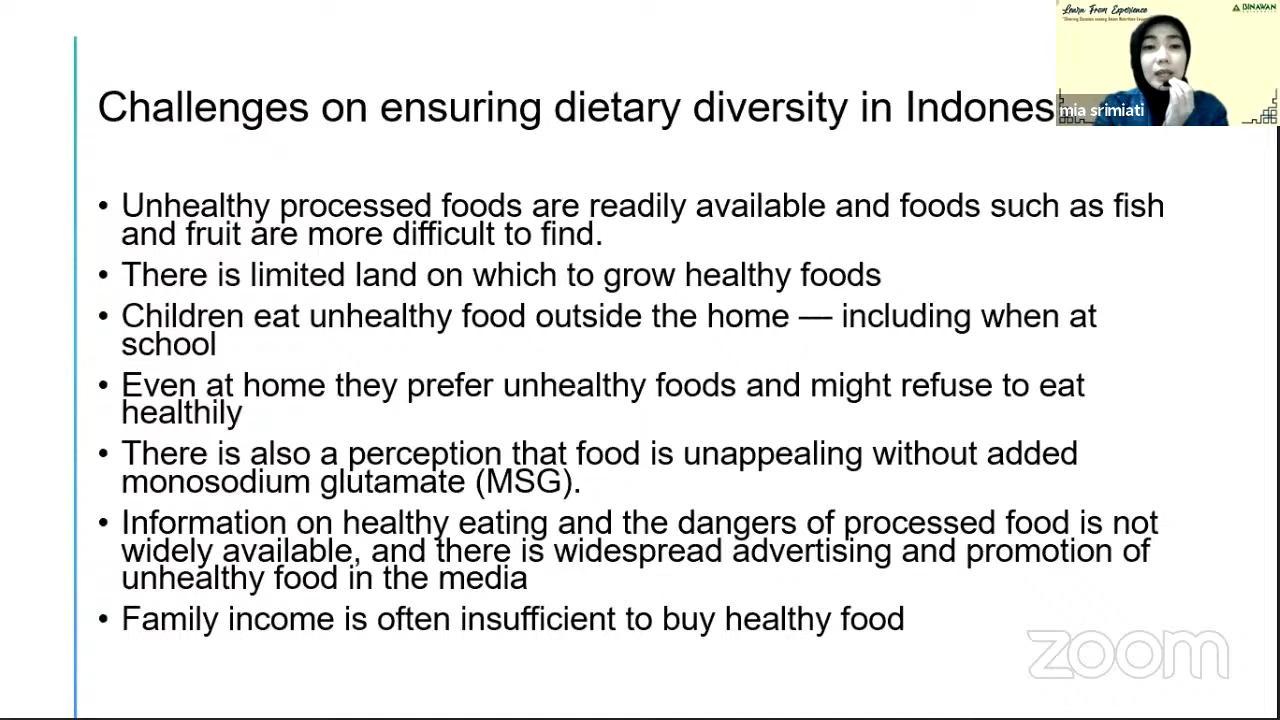 Learn From Experience
BINAWAN
mia srimiati
Challenges on ensuring dietary diversity in Indones
• Unhealthy processed foods are readily available and foods such as fish
and fruit are more difficult to find.
• There is limited land on which to grow healthy foods
• Children eat unhealthy food outside the home — including when at
school
• Even at home they prefer unhealthy foods and might refuse to eat
healthily
• There is also a perception that food is unappealing without added
monosodium glutamate (MSG).
• Information on healthy eating and the dangers of processed food is not
widely available, and there is widespread advertising and promotion of
unhealthy food in the media
• Family income is often insufficient to buy healthy food
zoom